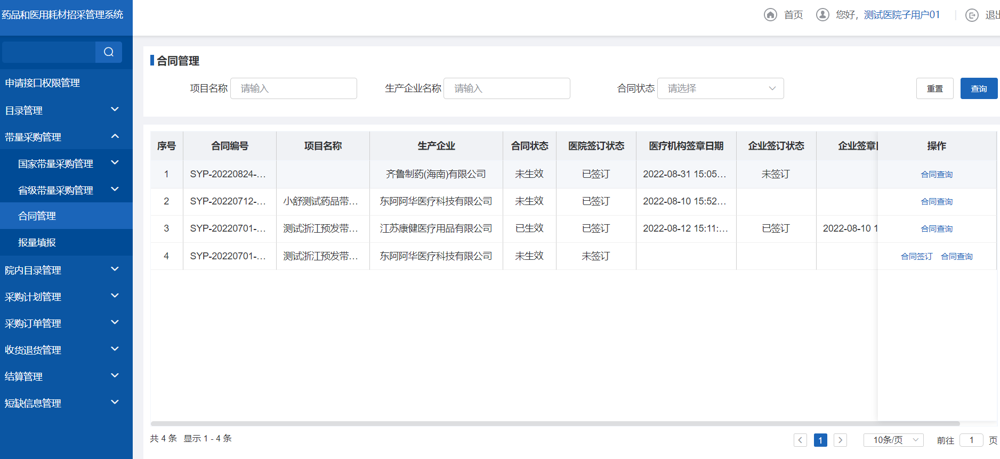 药品和医用耗材招采管理系统
首页
您好，测试医院子用户01
退出
申请接口权限管理
目录管理
带量采购管理
国家带量采购管理
省级带量采购管理
合同管理
报量填报
院内目录管理
采购计划管理
采购订单管理
收货退货管理
结算管理
短缺信息管理
合同管理
项目名称 请输入 生产企业名称 请输入 合同状态 请选择 重置 查询
序号 合同编号 项目名称 生产企业 合同状态 医院签订状态 医疗机构签章日期 企业签订状态 企业签章 操作
1 SYP-20220824-... 齐鲁制药(海南)有限公司 未生效 已签订 2022-08-31 15:05... 未签订 合同查询
2 SYP-20220712-... 小舒测试药品带... 东阿阿华医疗科技有限公司 未生效 已签订 2022-08-10 15:52... 合同查询
3 SYP-20220701-... 测试浙江预发带... 江苏康健医疗用品有限公司 已生效 已签订 2022-08-12 15:11:... 已签订 2022-08-10 1 合同查询
4 SYP-20220701-... 测试浙江预发带... 东阿阿华医疗科技有限公司 未生效 未签订 合同签订 合同查询
共 4 条 显示 1 - 4 条
1 10条/页 前往 1 页